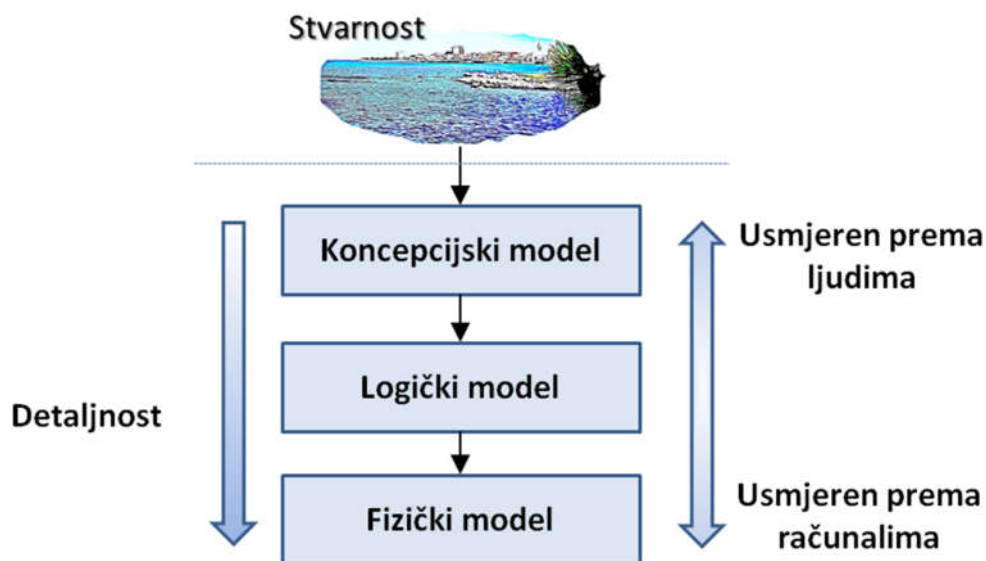 Stvarnost
Koncepcijski model
Usmjeren prema
ljudima
Logički model
Detaljnost
Fizički model
Usmjeren prema
računalima